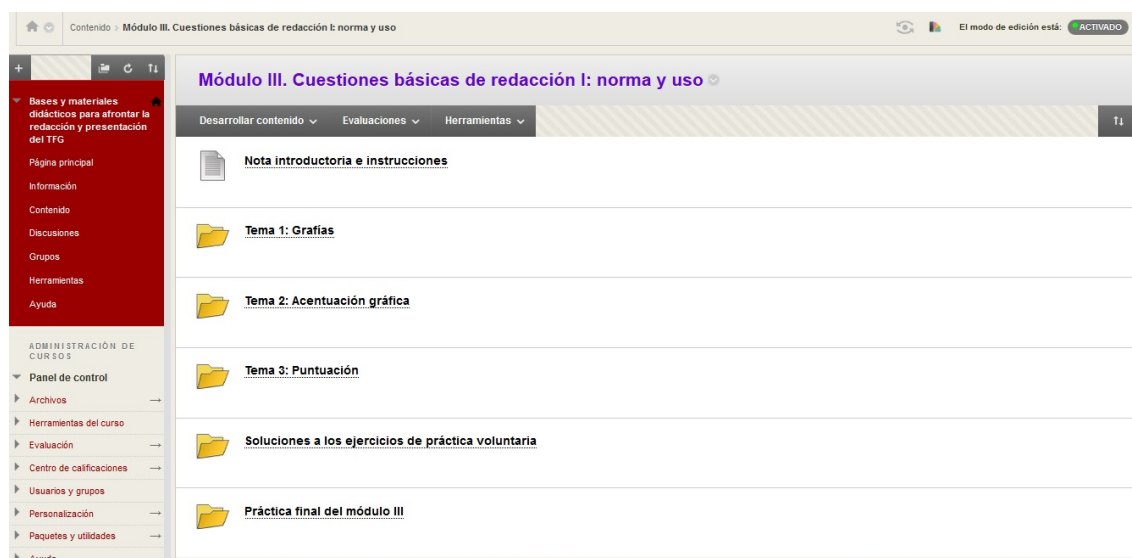 Contenido > Módulo III. Cuestiones básicas de redacción I: norma y uso
El modo de edición está: ACTIVADO
Bases y materiales
didácticos para afrontar la
redacción y presentación
del TFG
Página principal
Información
Contenido
Discusiones
Grupos
Herramientas
Ayuda
ADMINISTRACIÓN DE
CURSOS
Panel de control
Archivos
Herramientas del curso
Evaluación
Centro de calificaciones
Usuarios y grupos
Personalización
Paquetes y utilidades
Ayuda
Módulo III. Cuestiones básicas de redacción I: norma y uso
Desarrollar contenido
Evaluaciones
Herramientas
Nota introductoria e instrucciones
Tema 1: Grafías
Tema 2: Acentuación gráfica
Tema 3: Puntuación
Soluciones a los ejercicios de práctica voluntaria
Práctica final del módulo III